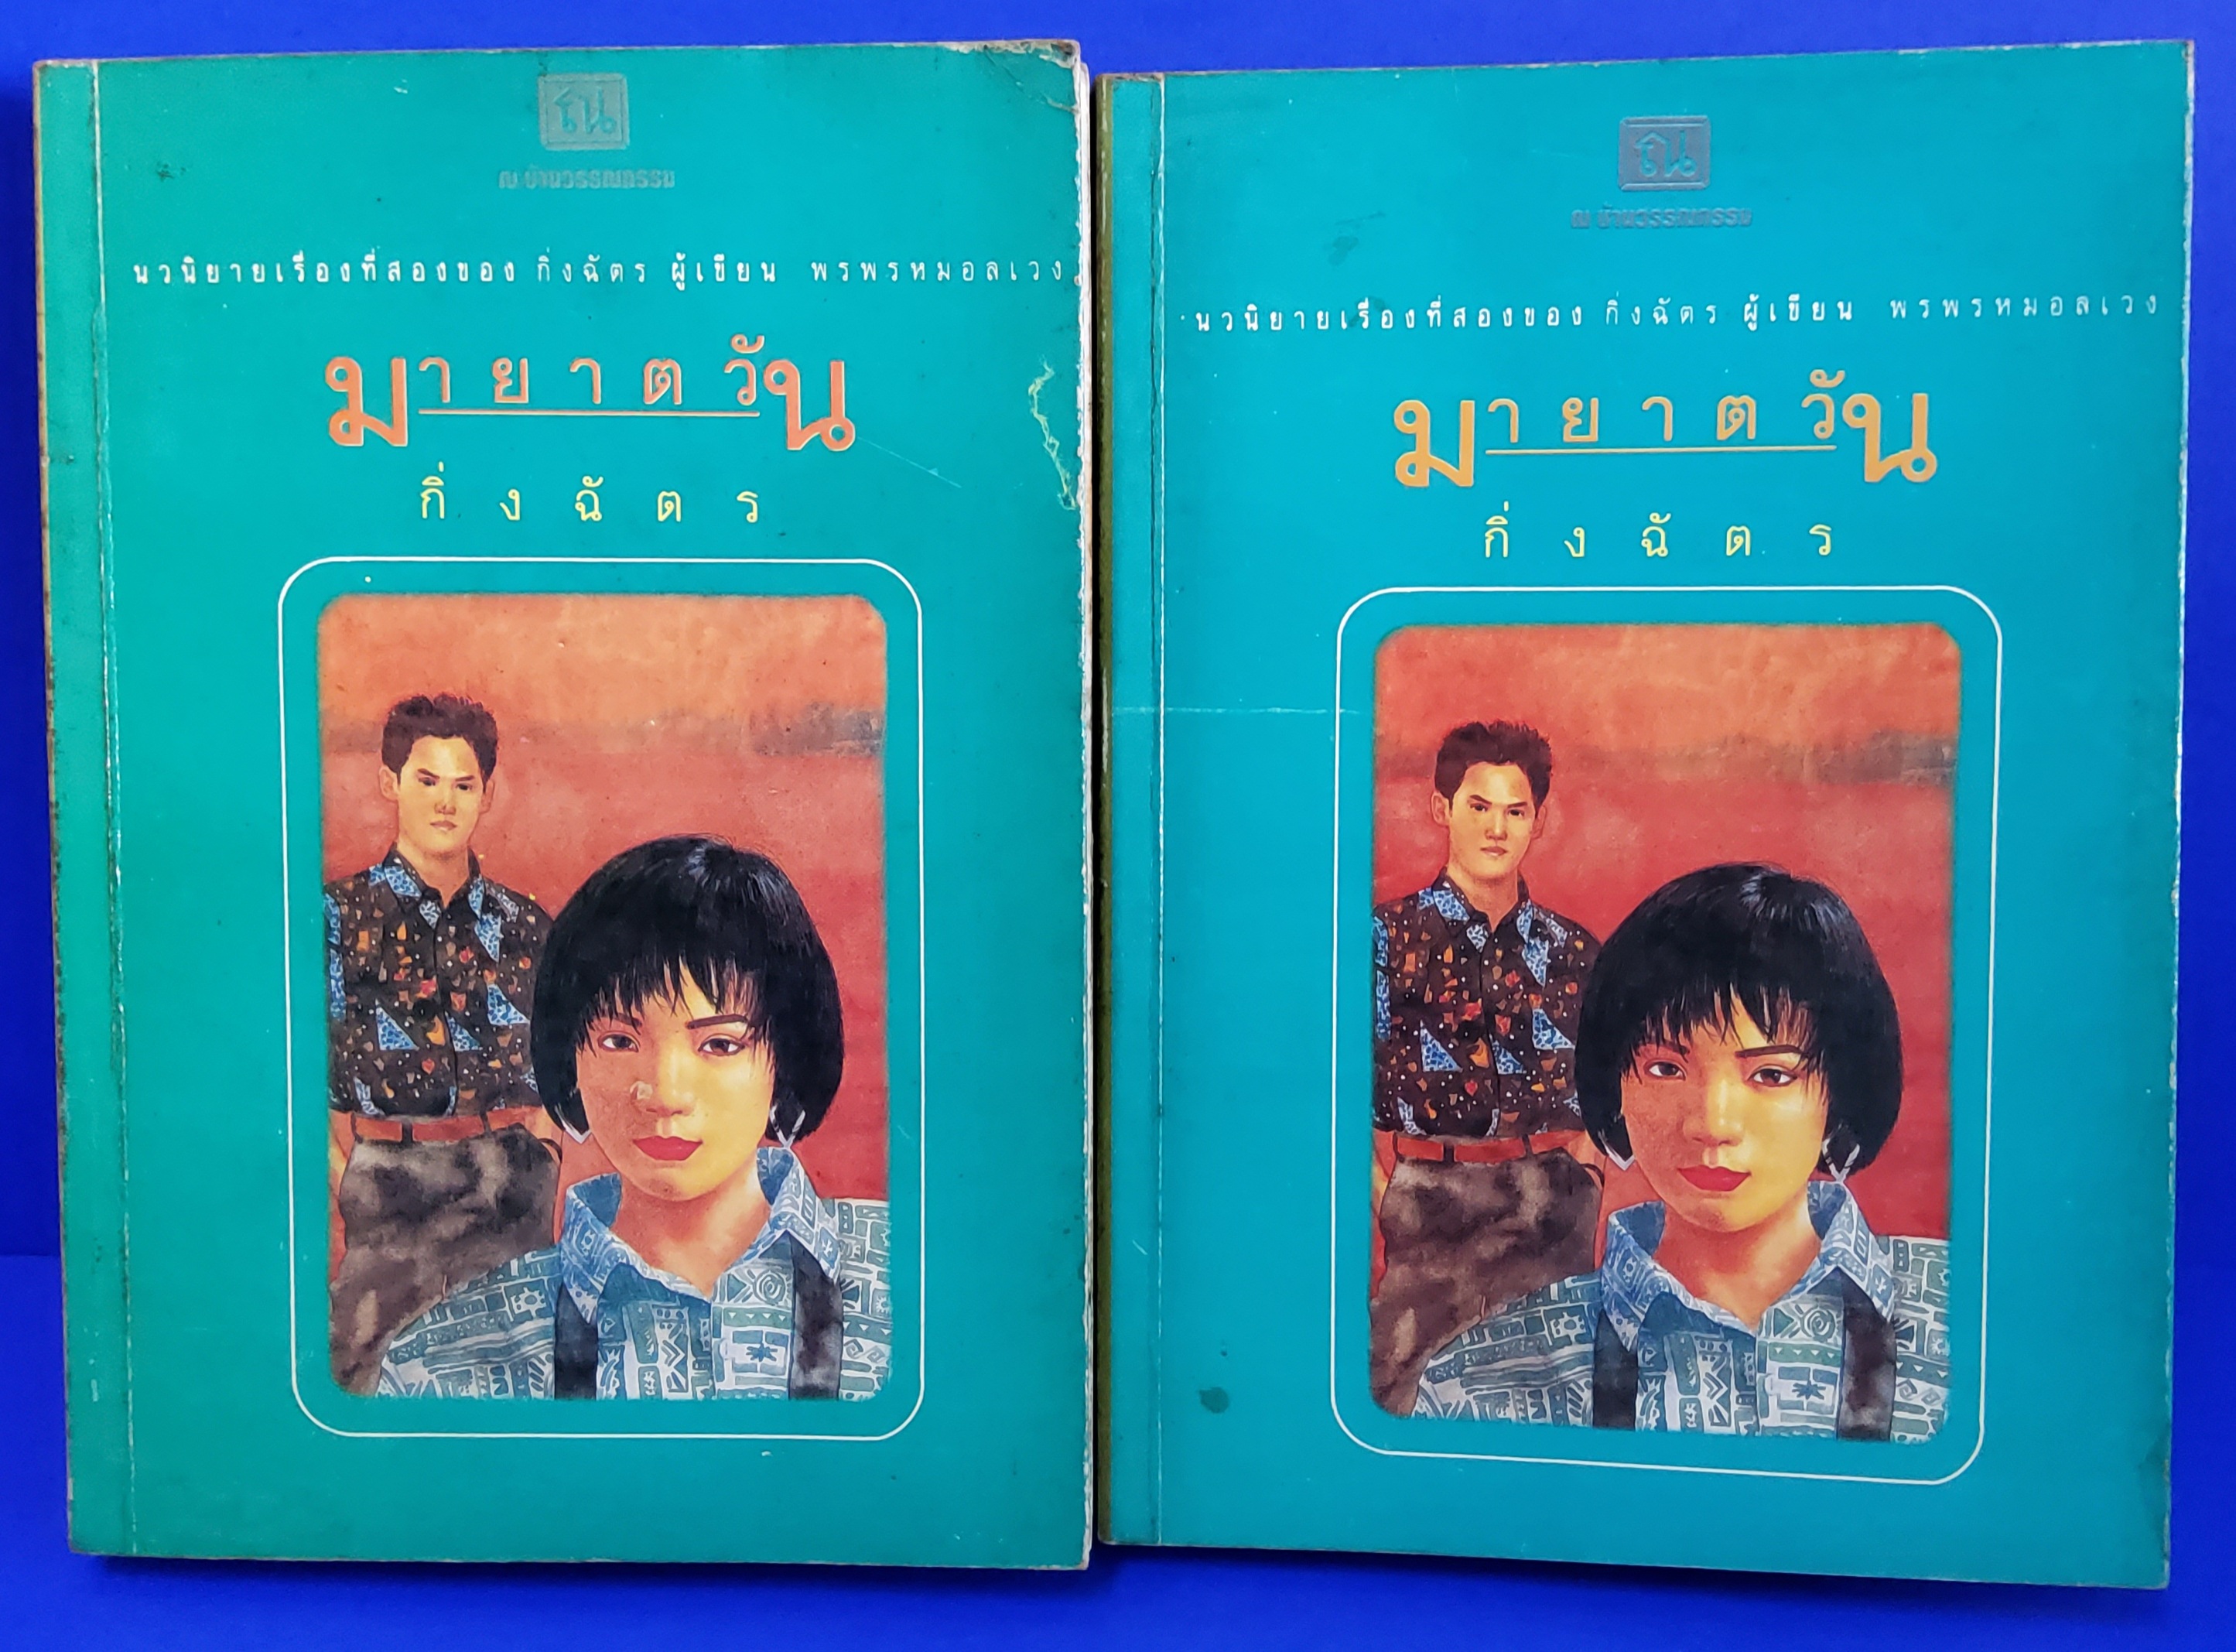 ณ บ้านวรรณกรรม
นวนิยายเรื่องที่สองของ กิ่งฉัตร ผู้เขียน พรพรหมอลเวง
มายาตวัน
กิ่งฉัตร
ณ บ้านวรรณกรรม
นวนิยายเรื่องที่สองของ กิ่งฉัตร ผู้เขียน พรพรหมอลเวง
มายาตวัน
กิ่งฉัตร